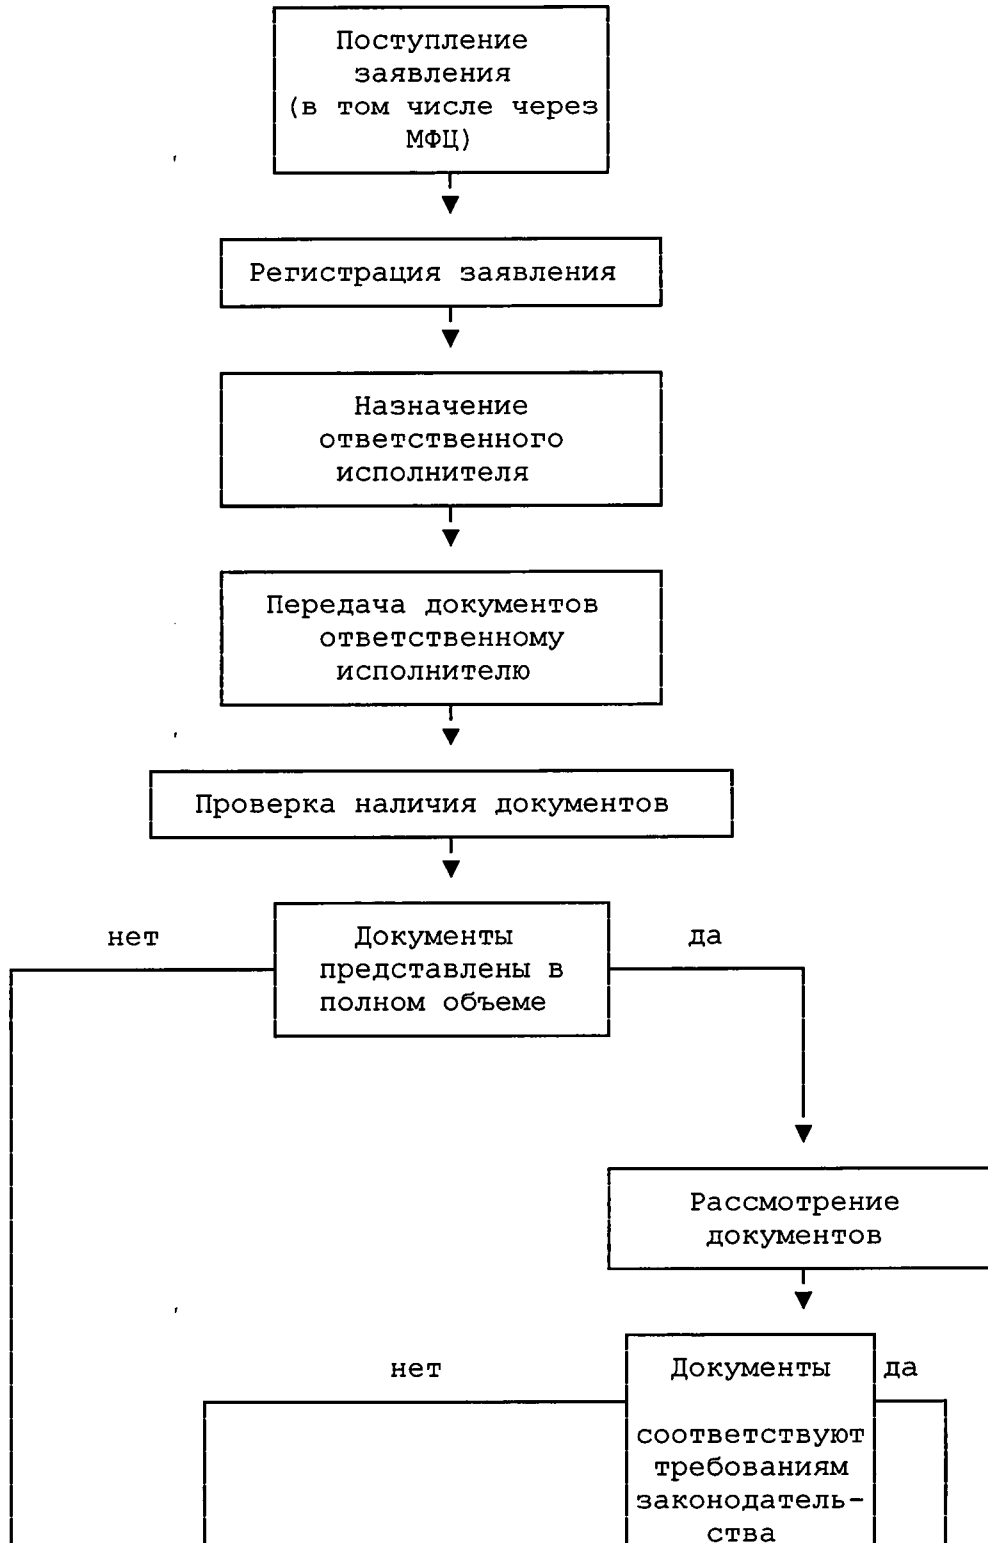 Поступление
заявления
(в том числе через
МФЦ)
Регистрация заявления
Назначение
ответственного
исполнителя
Передача документов
ответственному
исполнителю
Проверка наличия документов
нет
Документы
представлены в
полном объеме
да
Рассмотрение
документов
нет
Документы
соответствуют
требованиям
законодатель-
ства
да